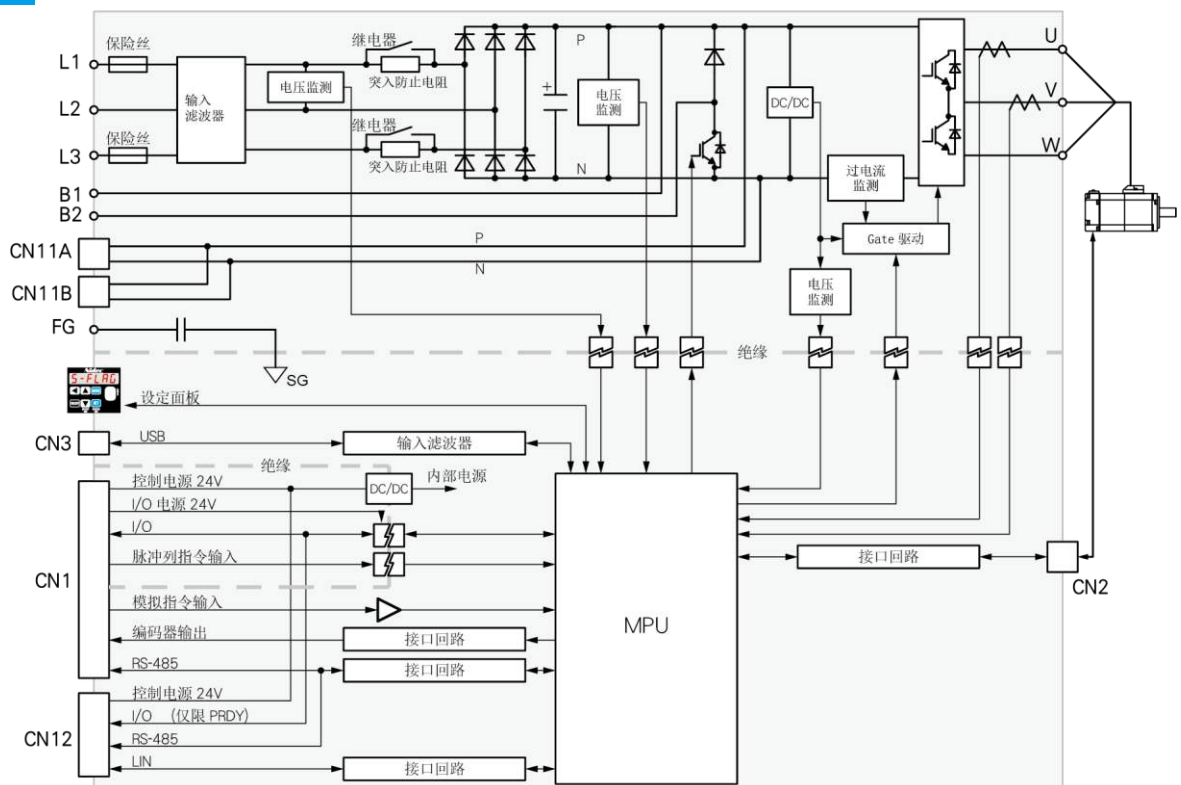 保险丝
L1
继电器
突入防止电阻
P
U
输入
滤波器
电压监测
L2
+
电压
监测
DC/DC
V
保险丝
L3
继电器
突入防止电阻
N
过电流
监测
W
B1
B2
CN11A
P
N
Gate 驱动
CN11B
电压
监测
FG
SG
绝缘
S-FLAG
设定面板
CN3
USB
输入滤波器
绝缘
控制电源 24V
DC/DC
内部电源
I/O 电源 24V
I/O
脉冲列指令输入
CN1
接口回路
CN2
模拟指令输入
MPU
编码器输出
接口回路
RS-485
接口回路
控制电源 24V
I/O (仅限 PRDY)
CN12
RS-485
LIN
接口回路